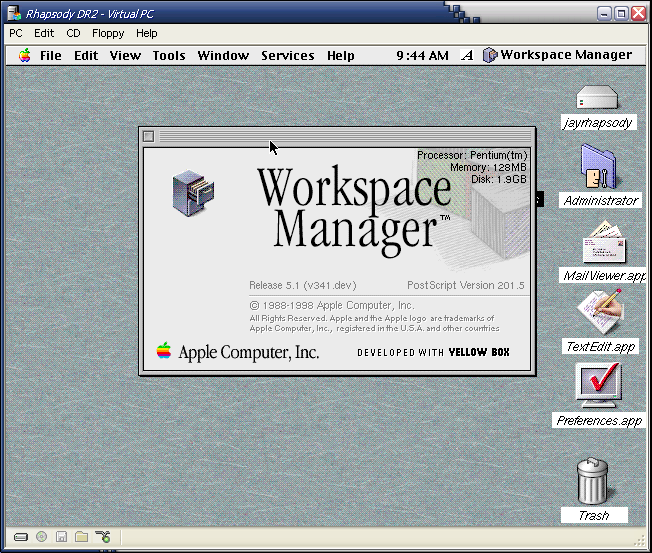 Rhapsody DR2 - Virtual PC
PC Edit CD Floppy Help
File Edit View Tools Window Services Help 9:44 AM A Workspace Manager
jayrhapsody
Administrator
MailViewer.app
TextEdit.app
Preferences.app
Trash
Processor: Pentium(tm)
Memory: 128MB
Disk: 1.9GB
Workspace
Manager™
Release 5.1 (v341.dev) PostScript Version 201.5
© 1988-1998 Apple Computer, Inc.
All Rights Reserved. Apple and the Apple logo are trademarks of
Apple Computer, Inc., registered in the U.S.A. and other countries
Apple Computer, Inc. DEVELOPED WITH YELLOW BOX